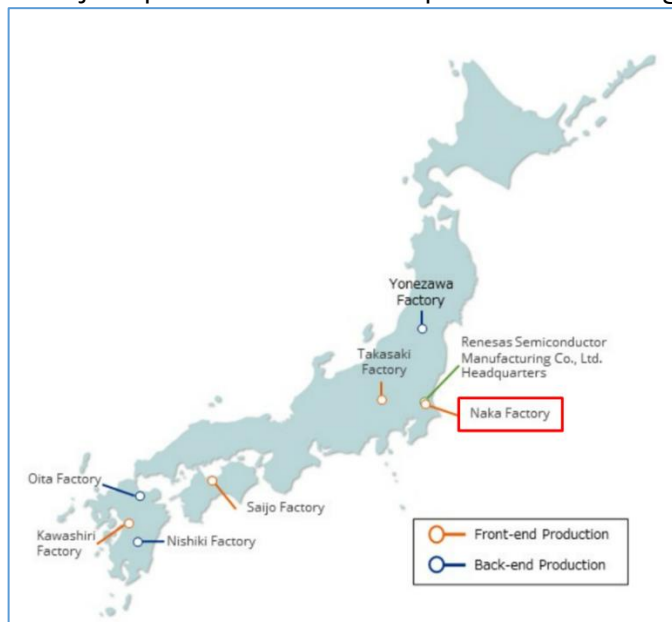 Yonezawa
Factory
Takasaki
Factory
Renesas Semiconductor
Manufacturing Co., Ltd.
Headquarters
Naka Factory
Oita Factory
Saijo Factory
Kawashiri
Factory
Nishiki Factory
Front-end Production
Back-end Production